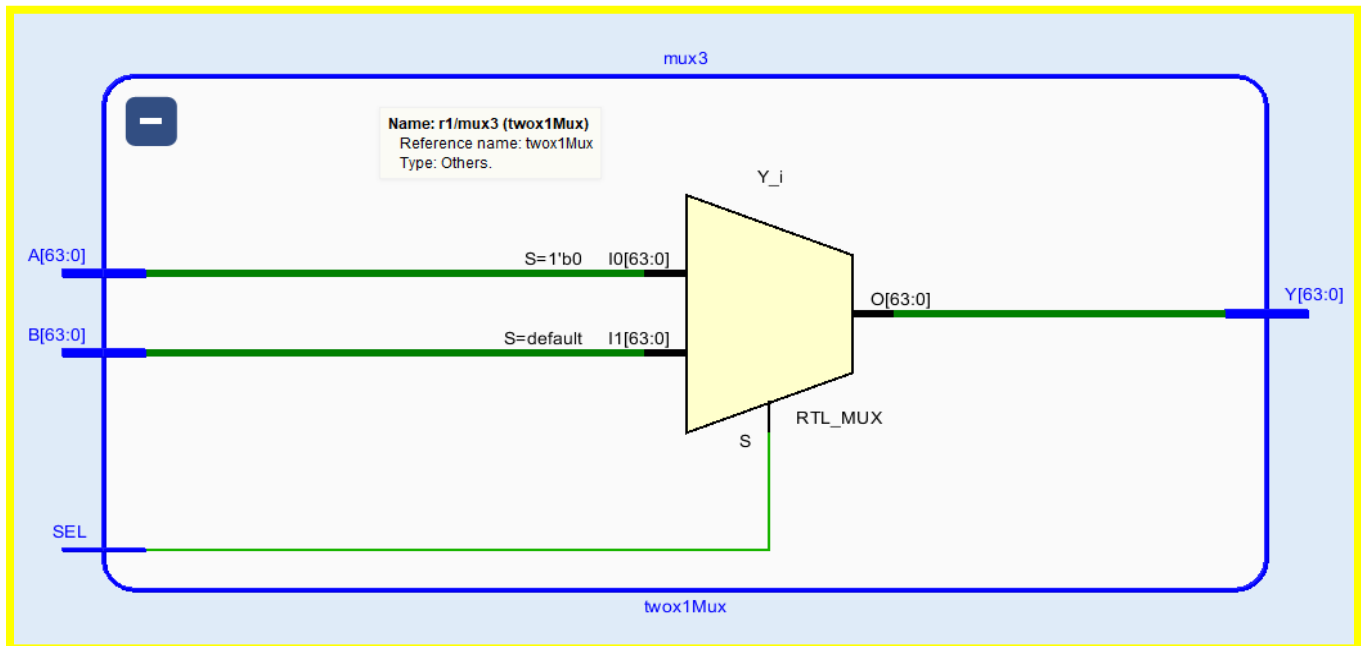 mux3
Name: r1/mux3 (twox1Mux)
Reference name: twox1Mux
Type: Others.
Y_i
A[63:0]
S=1'b0 I0[63:0]
O[63:0]
Y[63:0]
B[63:0]
S=default I1[63:0]
RTL_MUX
S
SEL
twox1Mux